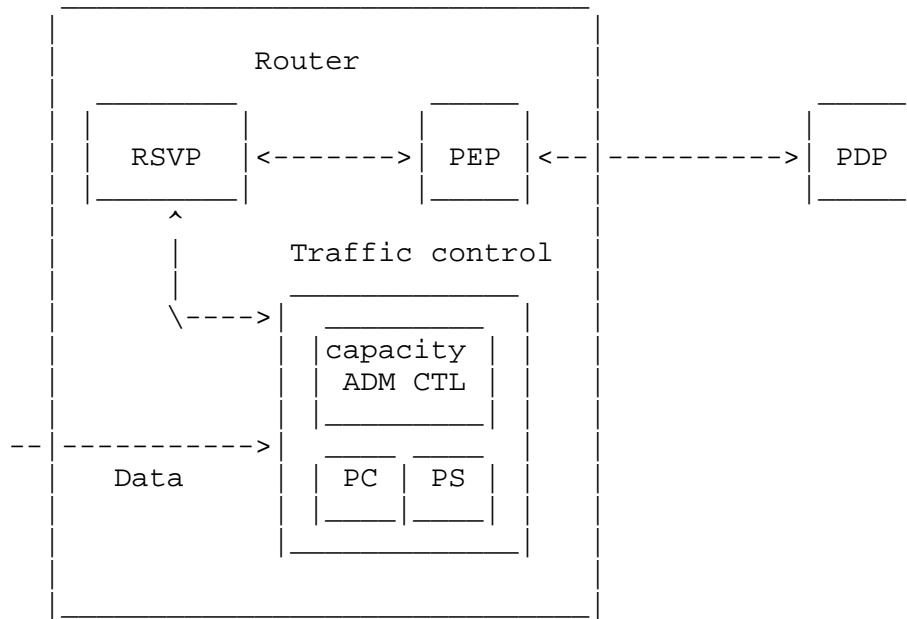 Router
RSVP PEP PDP
Traffic control
capacity
ADM CTL
Data PC PS